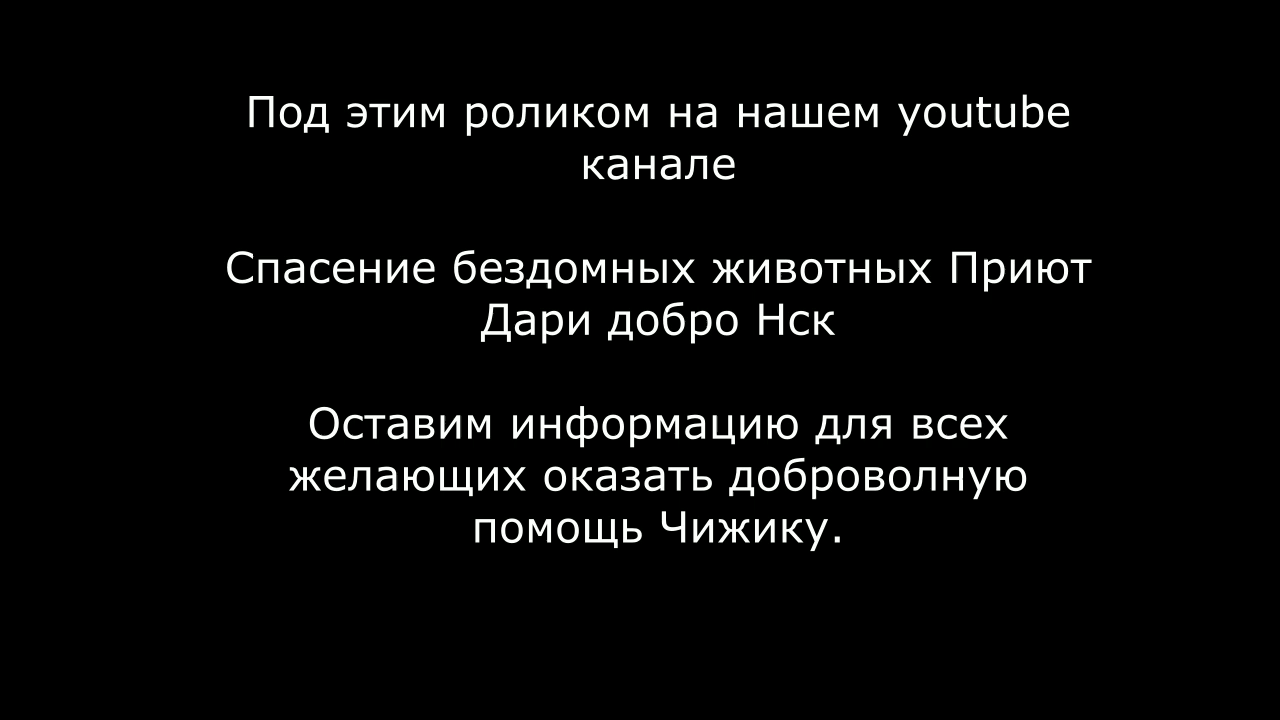 Под этим роликом на нашем youtube
канале
Спасение бездомных животных Приют
Дари добро Нск
Оставим информацию для всех
желающих оказать доброволную
помощь Чижику.